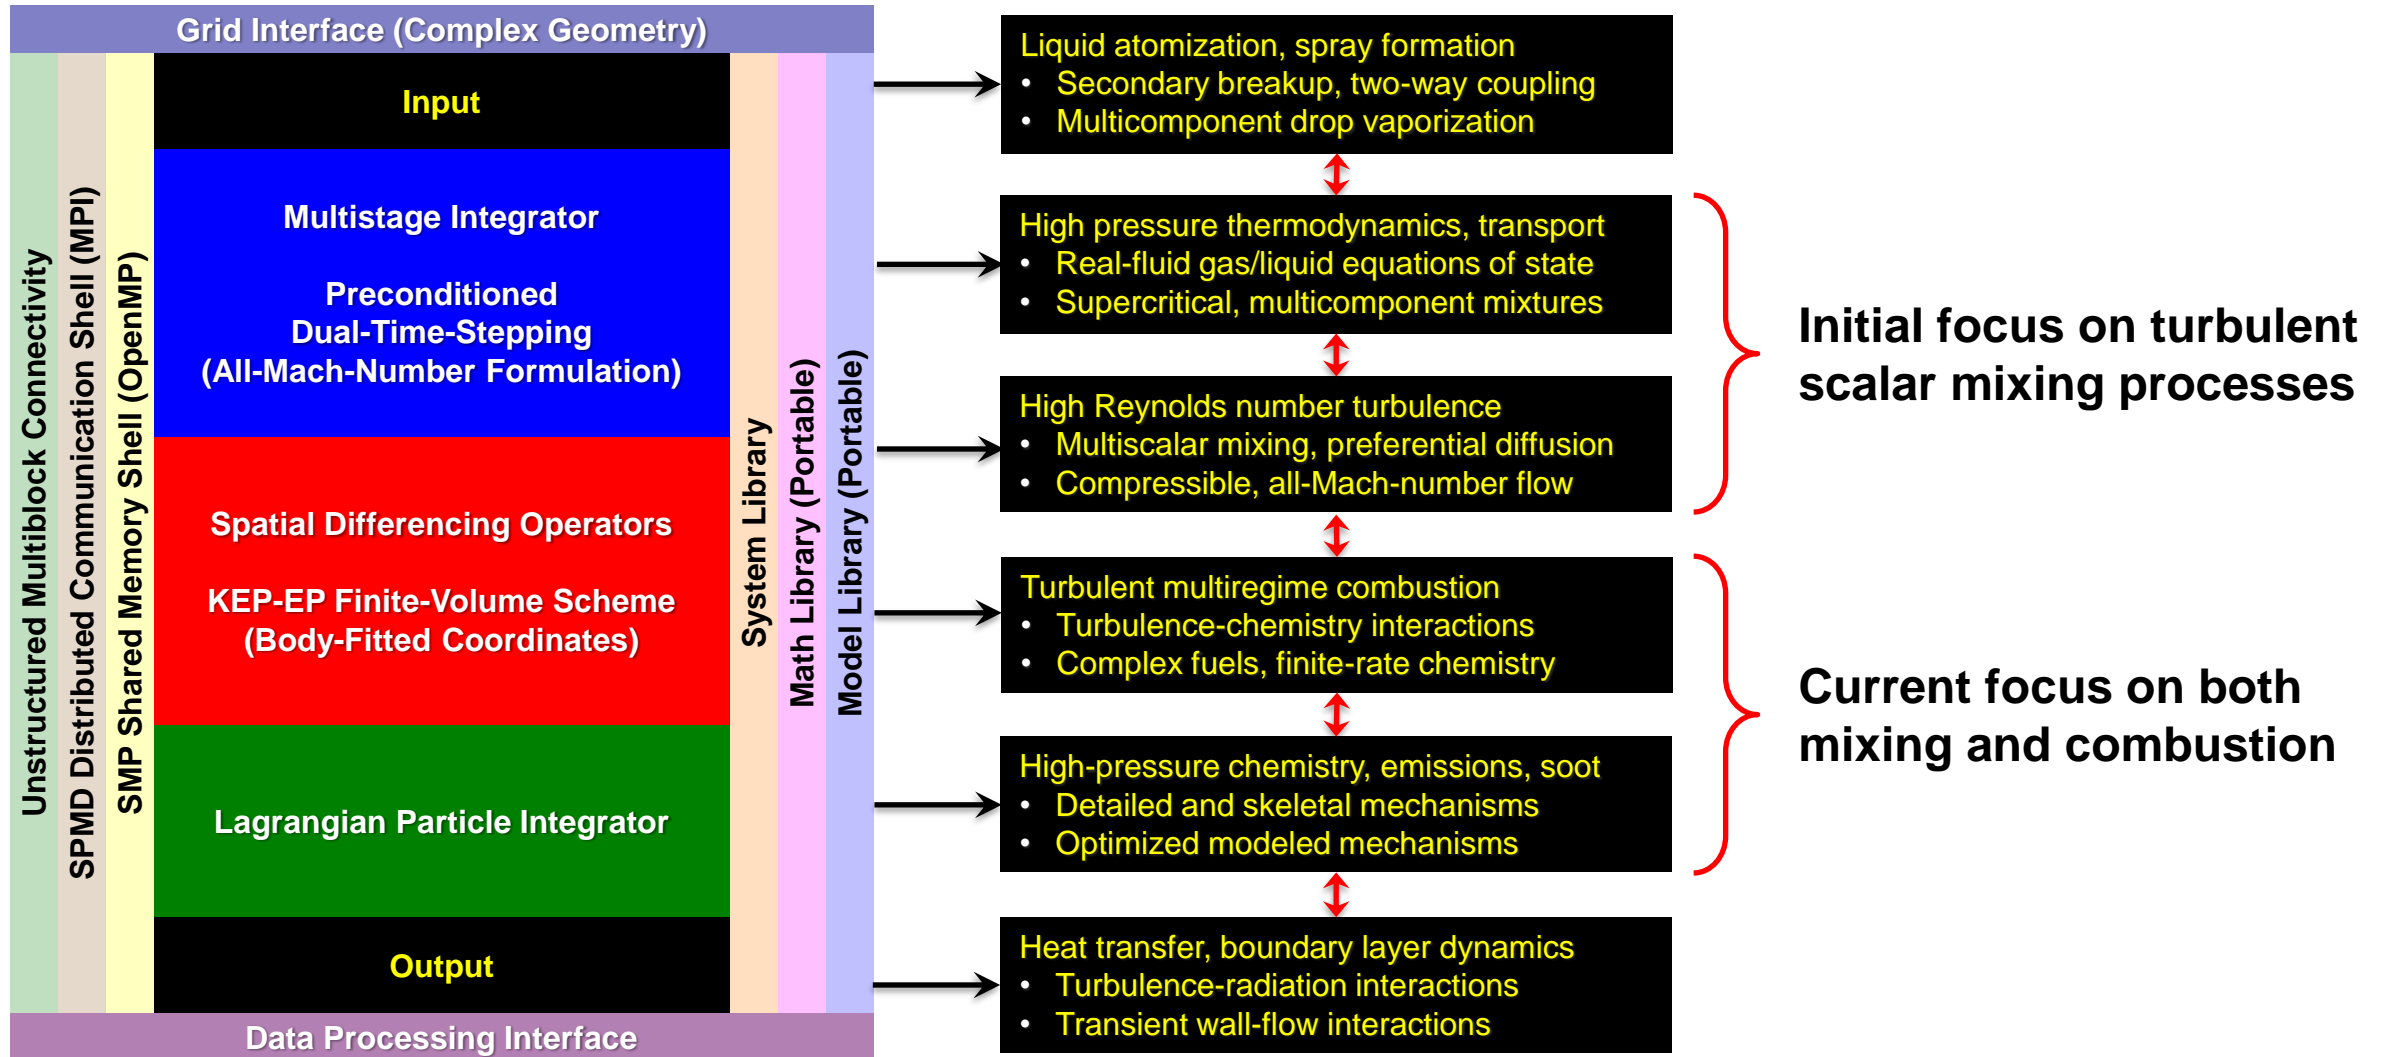 Grid Interface (Complex Geometry)
Unstructured Multiblock Connectivity
SPMD Distributed Communication Shell (MPI)
SMP Shared Memory Shell (OpenMP)
Input
Multistage Integrator
Preconditioned
Dual-Time-Stepping
(All-Mach-Number Formulation)
Spatial Differencing Operators
KEP-EP Finite-Volume Scheme
(Body-Fitted Coordinates)
Lagrangian Particle Integrator
Output
System Library
Math Library (Portable)
Model Library (Portable)
Data Processing Interface
Liquid atomization, spray formation
• Secondary breakup, two-way coupling
• Multicomponent drop vaporization
High pressure thermodynamics, transport
• Real-fluid gas/liquid equations of state
• Supercritical, multicomponent mixtures
High Reynolds number turbulence
• Multiscalar mixing, preferential diffusion
• Compressible, all-Mach-number flow
Turbulent multiregime combustion
• Turbulence-chemistry interactions
• Complex fuels, finite-rate chemistry
High-pressure chemistry, emissions, soot
• Detailed and skeletal mechanisms
• Optimized modeled mechanisms
Heat transfer, boundary layer dynamics
• Turbulence-radiation interactions
• Transient wall-flow interactions
Initial focus on turbulent
scalar mixing processes
Current focus on both
mixing and combustion